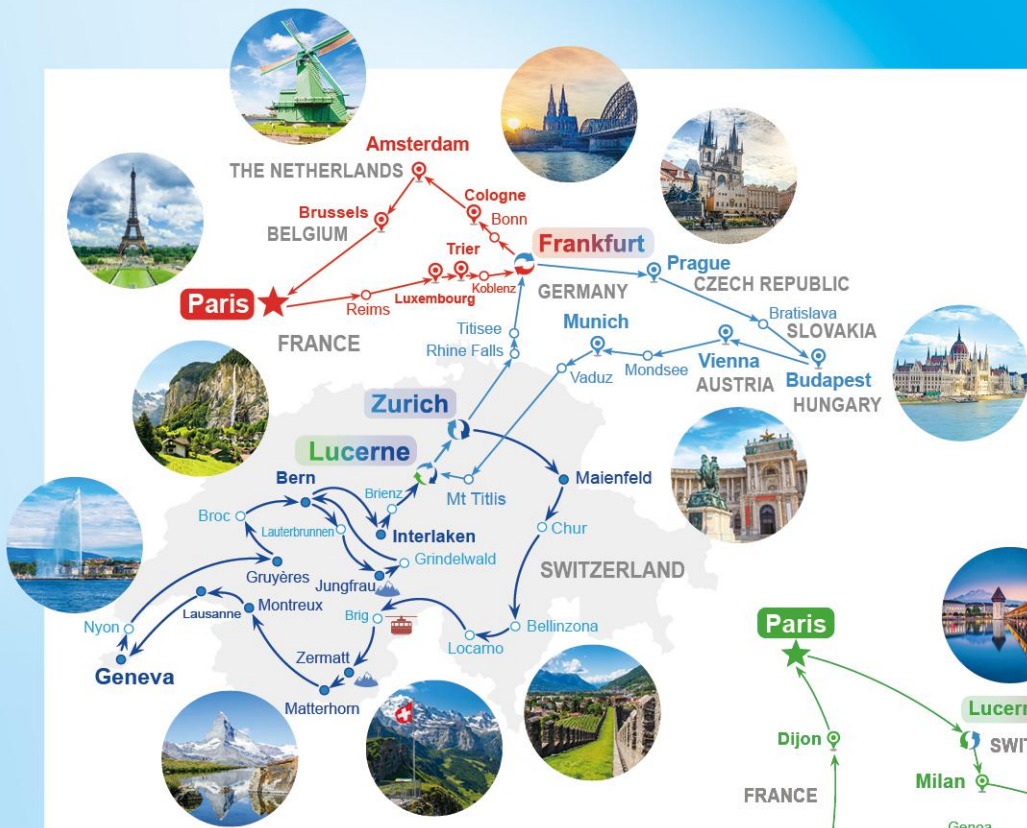 Amsterdam
THE NETHERLANDS
Cologne
Brussels
Bonn
BELGIUM
Trier
Frankfurt
Prague
CZECH REPUBLIC
Koblenz
Luxembourg
GERMANY
Paris
Reims
Bratislava
SLOVAKIA
Titisee
Munich
FRANCE
Rhine Falls
Vienna
Mondsee
Vaduz
Budapest
AUSTRIA
HUNGARY
Zurich
Lucerne
Bern
Maienfeld
Brienz
Mt Titlis
Broc
Chur
Lauterbrunnen
Interlaken
Grindelwald
SWITZERLAND
Gruyères
Jungfrau
Lausanne
Montreux
Brig
Nyon
Bellinzona
Paris
Locarno
Zermatt
Geneva
Matterhorn
Lucern
Dijon
SWIT
Milan
FRANCE
Genoa